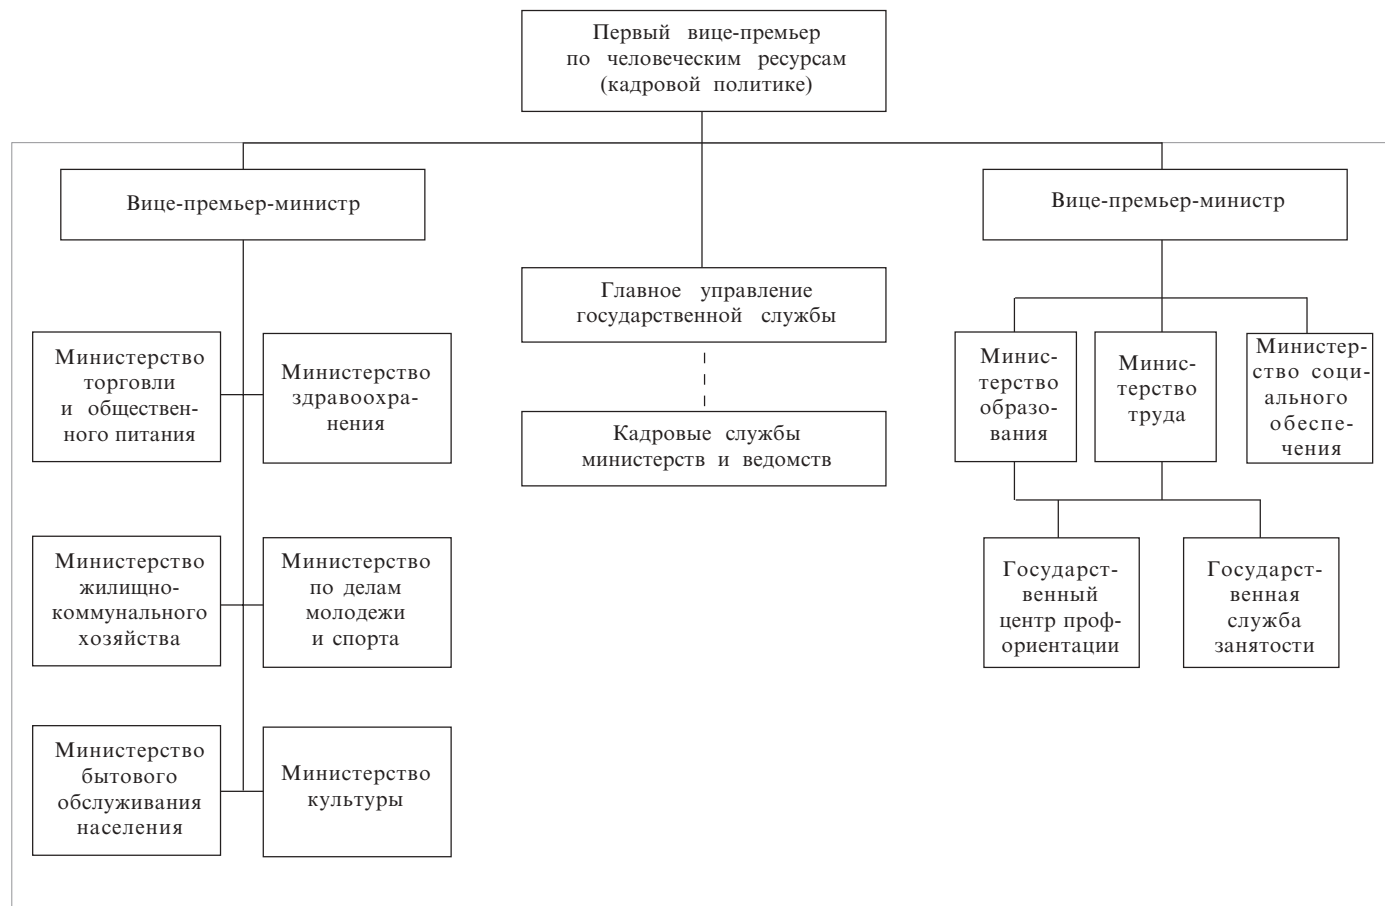 Первый вице-премьер
по человеческим ресурсам
(кадровой политике)
Вице-премьер-министр
Вице-премьер-министр
Главное управление
государственной службы
Кадровые службы
министерств и ведомств
Министерство
торговли
и обществен-
ного питания
Министерство
здравоохра-
нения
Министерство
жилищно-
коммунального
хозяйства
Министерство
по делам
молодежи
и спорта
Министерство
бытового
обслуживания
населения
Министерство
культуры
Минис-
терство
образо-
вания
Минис-
терство
труда
Министер-
ство соци-
ального
обеспе-
чения
Государст-
венный
центр проф-
ориентации
Государст-
венная
служба
занятости